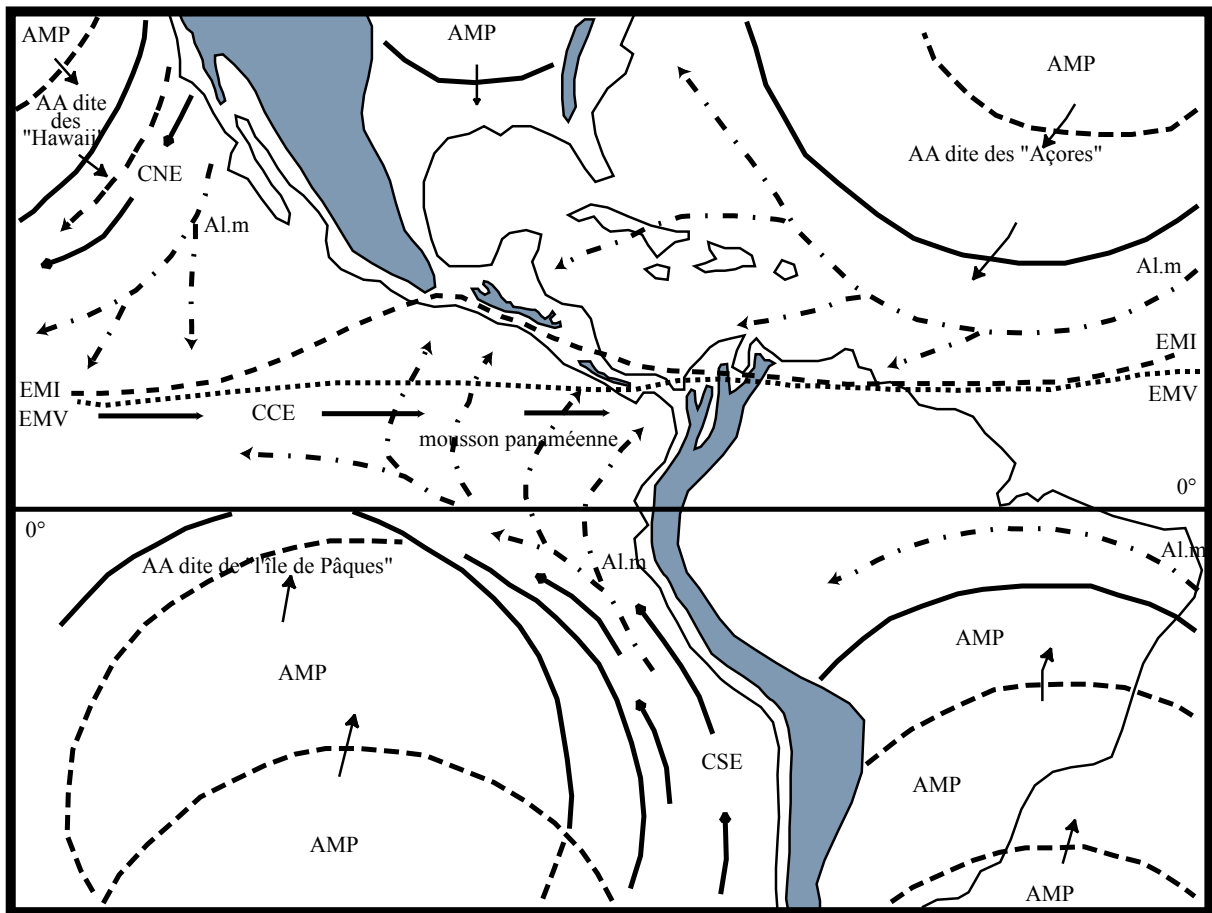 AMP
AMP
AMP
AA dite
des
"Hawaii"
AA dite des "Açores"
CNE
Al.m
Al.m
EMI
EMI
EMV
EMV
CCE
mousson panaméenne
0°
0°
AA dite de "l'île de Pâques"
Al.m
Al.m
AMP
AMP
CSE
AMP
AMP
AMP